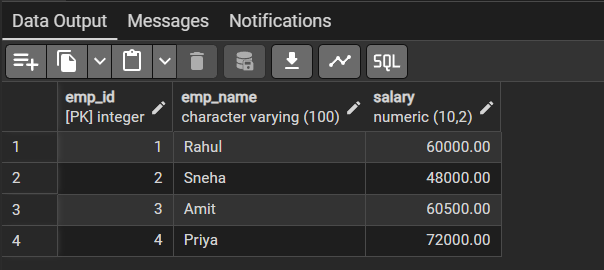 Data Output Messages Notifications
SQL
emp_id emp_name salary
[PK] integer character varying (100) numeric (10,2)
1 1 Rahul 60000.00
2 2 Sneha 48000.00
3 3 Amit 60500.00
4 4 Priya 72000.00